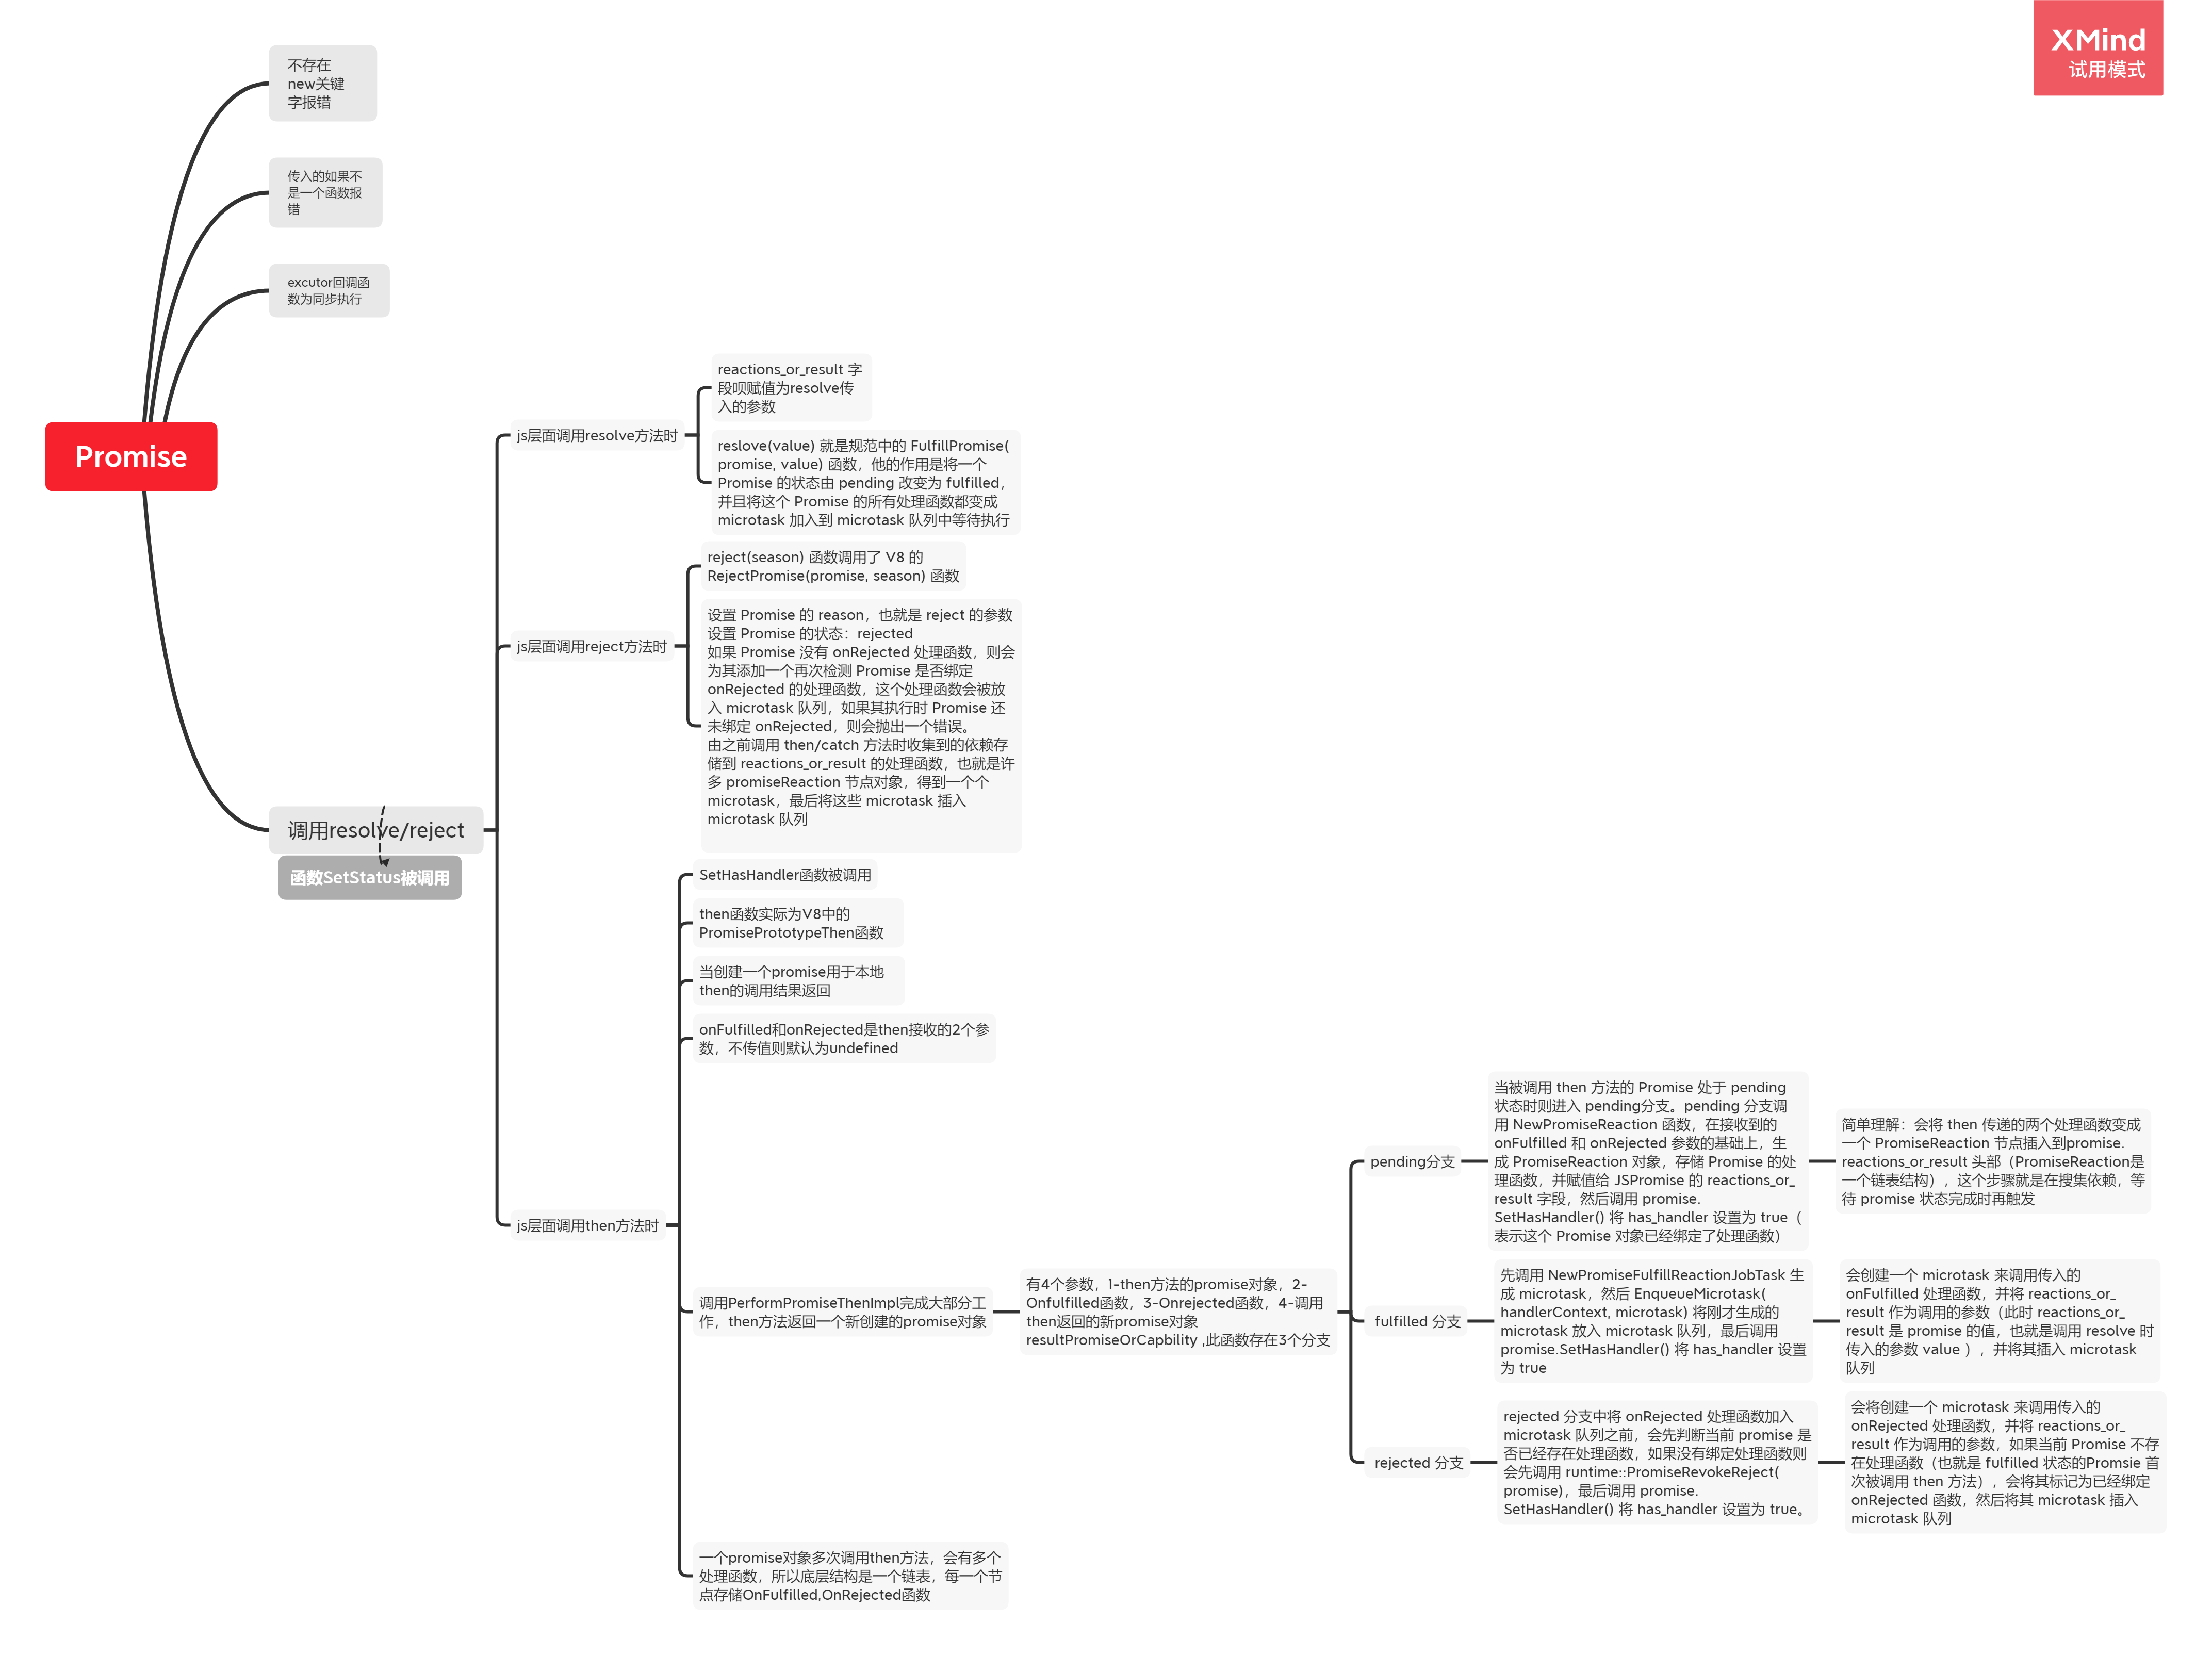 XMind
试用模式
不存在
new关键
字报错
传入的如果不
是一个函数报
错
excutor回调函
数为同步执行
Promise
调用resolve/reject
函数SetStatus被调用
js层面调用resolve方法时
reactions_or_result 字
段呗赋值为resolve传
入的参数
reslove(value) 就是规范中的 FulfillPromise(
promise, value) 函数，他的作用是将一个
Promise 的状态由 pending 改变为 fulfilled，
并且将这个 Promise 的所有处理函数都变成
microtask 加入到 microtask 队列中等待执行
js层面调用reject方法时
reject(season) 函数调用了 V8 的
RejectPromise(promise, season) 函数
设置 Promise 的 reason，也就是 reject 的参数
设置 Promise 的状态：rejected
如果 Promise 没有 onRejected 处理函数，则会
为其添加一个再次检测 Promise 是否绑定
onRejected 的处理函数，这个处理函数会被放
入 microtask 队列，如果其执行时 Promise 还
未绑定 onRejected，则会抛出一个错误。
由之前调用 then/catch 方法时收集到的依赖存
储到 reactions_or_result 的处理函数，也就是许
多 promiseReaction 节点对象，得到一个个
microtask，最后将这些 microtask 插入
microtask 队列
js层面调用then方法时
SetHasHandler函数被调用
then函数实际为V8中的
PromisePrototypeThen函数
当创建一个promise用于本地
then的调用结果返回
onFulfilled和onRejected是then接收的2个参
数，不传值则默认为undefined
调用PerformPromiseThenImpl完成大部分工
作，then方法返回一个新创建的promise对象
有4个参数，1-then方法的promise对象，2-
Onfulfilled函数，3-Onrejected函数，4-调用
then返回的新promise对象
resultPromiseOrCapbility ,此函数存在3个分支
pending分支
当被调用 then 方法的 Promise 处于 pending
状态时则进入 pending分支。pending 分支调
用 NewPromiseReaction 函数，在接收到的
onFulfilled 和 onRejected 参数的基础上，生
成 PromiseReaction 对象，存储 Promise 的处
理函数，并赋值给 JSPromise 的 reactions_or_
result 字段，然后调用 promise.
SetHasHandler() 将 has_handler 设置为 true（
表示这个 Promise 对象已经绑定了处理函数）
简单理解：会将 then 传递的两个处理函数变成
一个 PromiseReaction 节点插入到promise.
reactions_or_result 头部（PromiseReaction是
一个链表结构），这个步骤就是在搜集依赖，等
待 promise 状态完成时再触发
fulfilled 分支
先调用 NewPromiseFulfillReactionJobTask 生
成 microtask，然后 EnqueueMicrotask(
handlerContext, microtask) 将刚才生成的
microtask 放入 microtask 队列，最后调用
promise.SetHasHandler() 将 has_handler 设置
为 true
会创建一个 microtask 来调用传入的
onFulfilled 处理函数，并将 reactions_or_
result 作为调用的参数（此时 reactions_or_
result 是 promise 的值，也就是调用 resolve 时
传入的参数 value ），并将其插入 microtask
队列
rejected 分支
rejected 分支中将 onRejected 处理函数加入
microtask 队列之前，会先判断当前 promise 是
否已经存在处理函数，如果没有绑定处理函数则
会先调用 runtime::PromiseRevokeReject(
promise)，最后调用 promise.
SetHasHandler() 将 has_handler 设置为 true。
会将创建一个 microtask 来调用传入的
onRejected 处理函数，并将 reactions_or_
result 作为调用的参数，如果当前 Promise 不存
在处理函数（也就是 fulfilled 状态的Promsie 首
次被调用 then 方法），会将其标记为已经绑定
onRejected 函数，然后将其 microtask 插入
microtask 队列
一个promise对象多次调用then方法，会有多个
处理函数，所以底层结构是一个链表，每一个节
点存储OnFulfilled,OnRejected函数